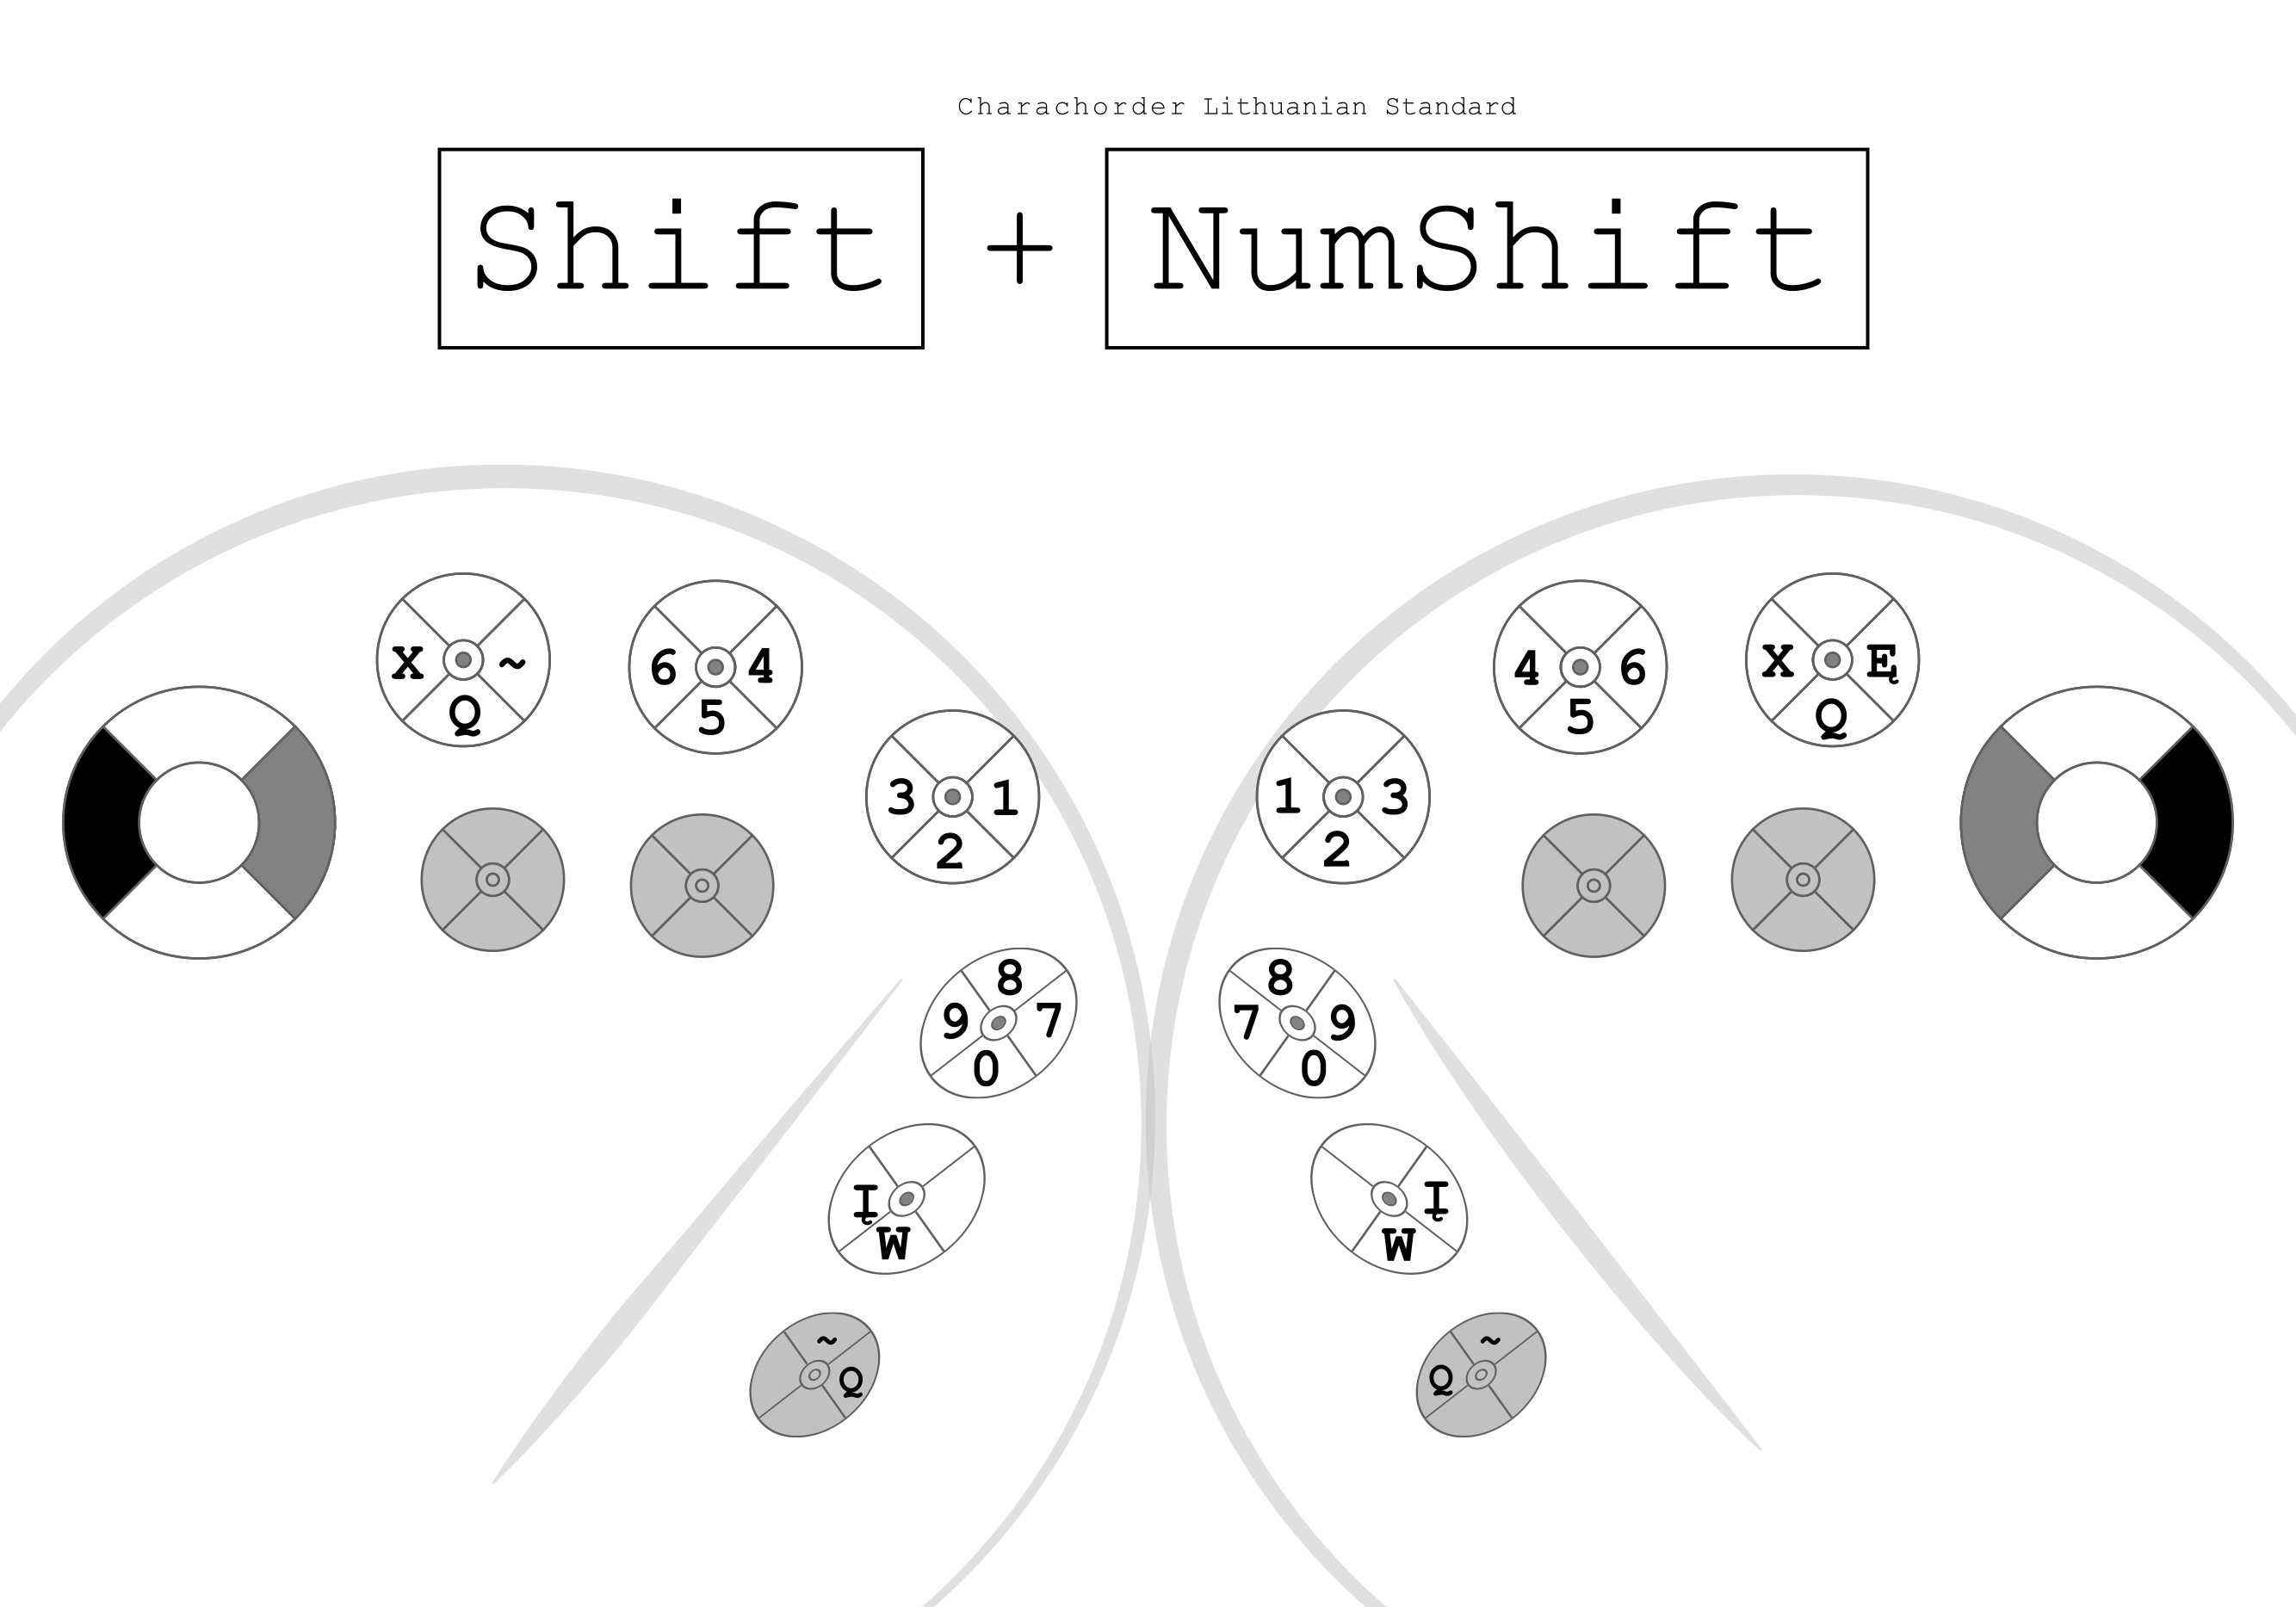 Charachorder Lithuanian Standard
Shift + NumShift
X ~ Q
6 4 5
4 6 5
X Ę Q
3 1 2
1 3 2
8 9 7 0
8 7 9 0
Į W
Į W
~ Q
~ Q